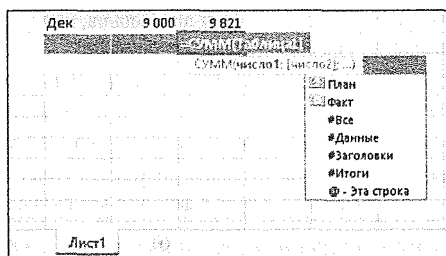 Дек 9 000 9 821
=СУММ(Таблица1[
СУММ(число1; [число2]; ...)
План
Факт
#Все
#Данные
#Заголовки
#Итоги
@ - Эта строка
Лист1